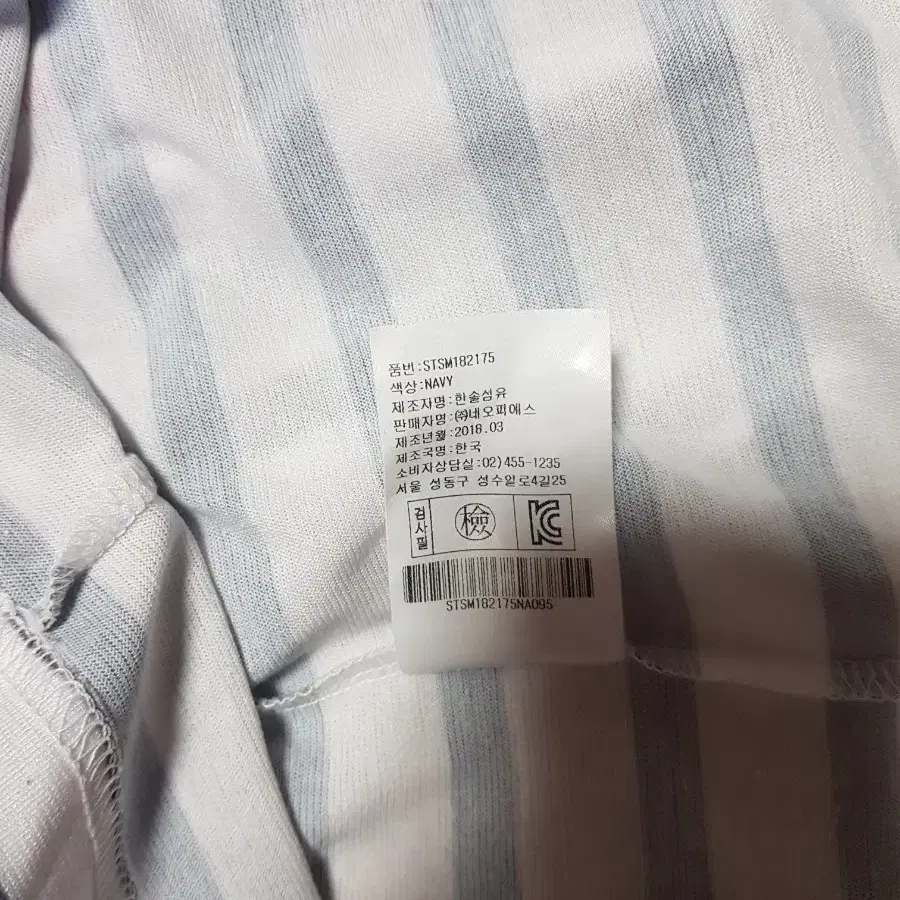 품번:STSM182175
색상:NAVY
제조자명:한솔섬유
판매자명:㈜네오피에스
제조년월:2018.03
제조국명:한국
소비자상담실:02)455-1235
서울 성동구 성수일로4길25
검사필 檢 KC
STSM182175NA095